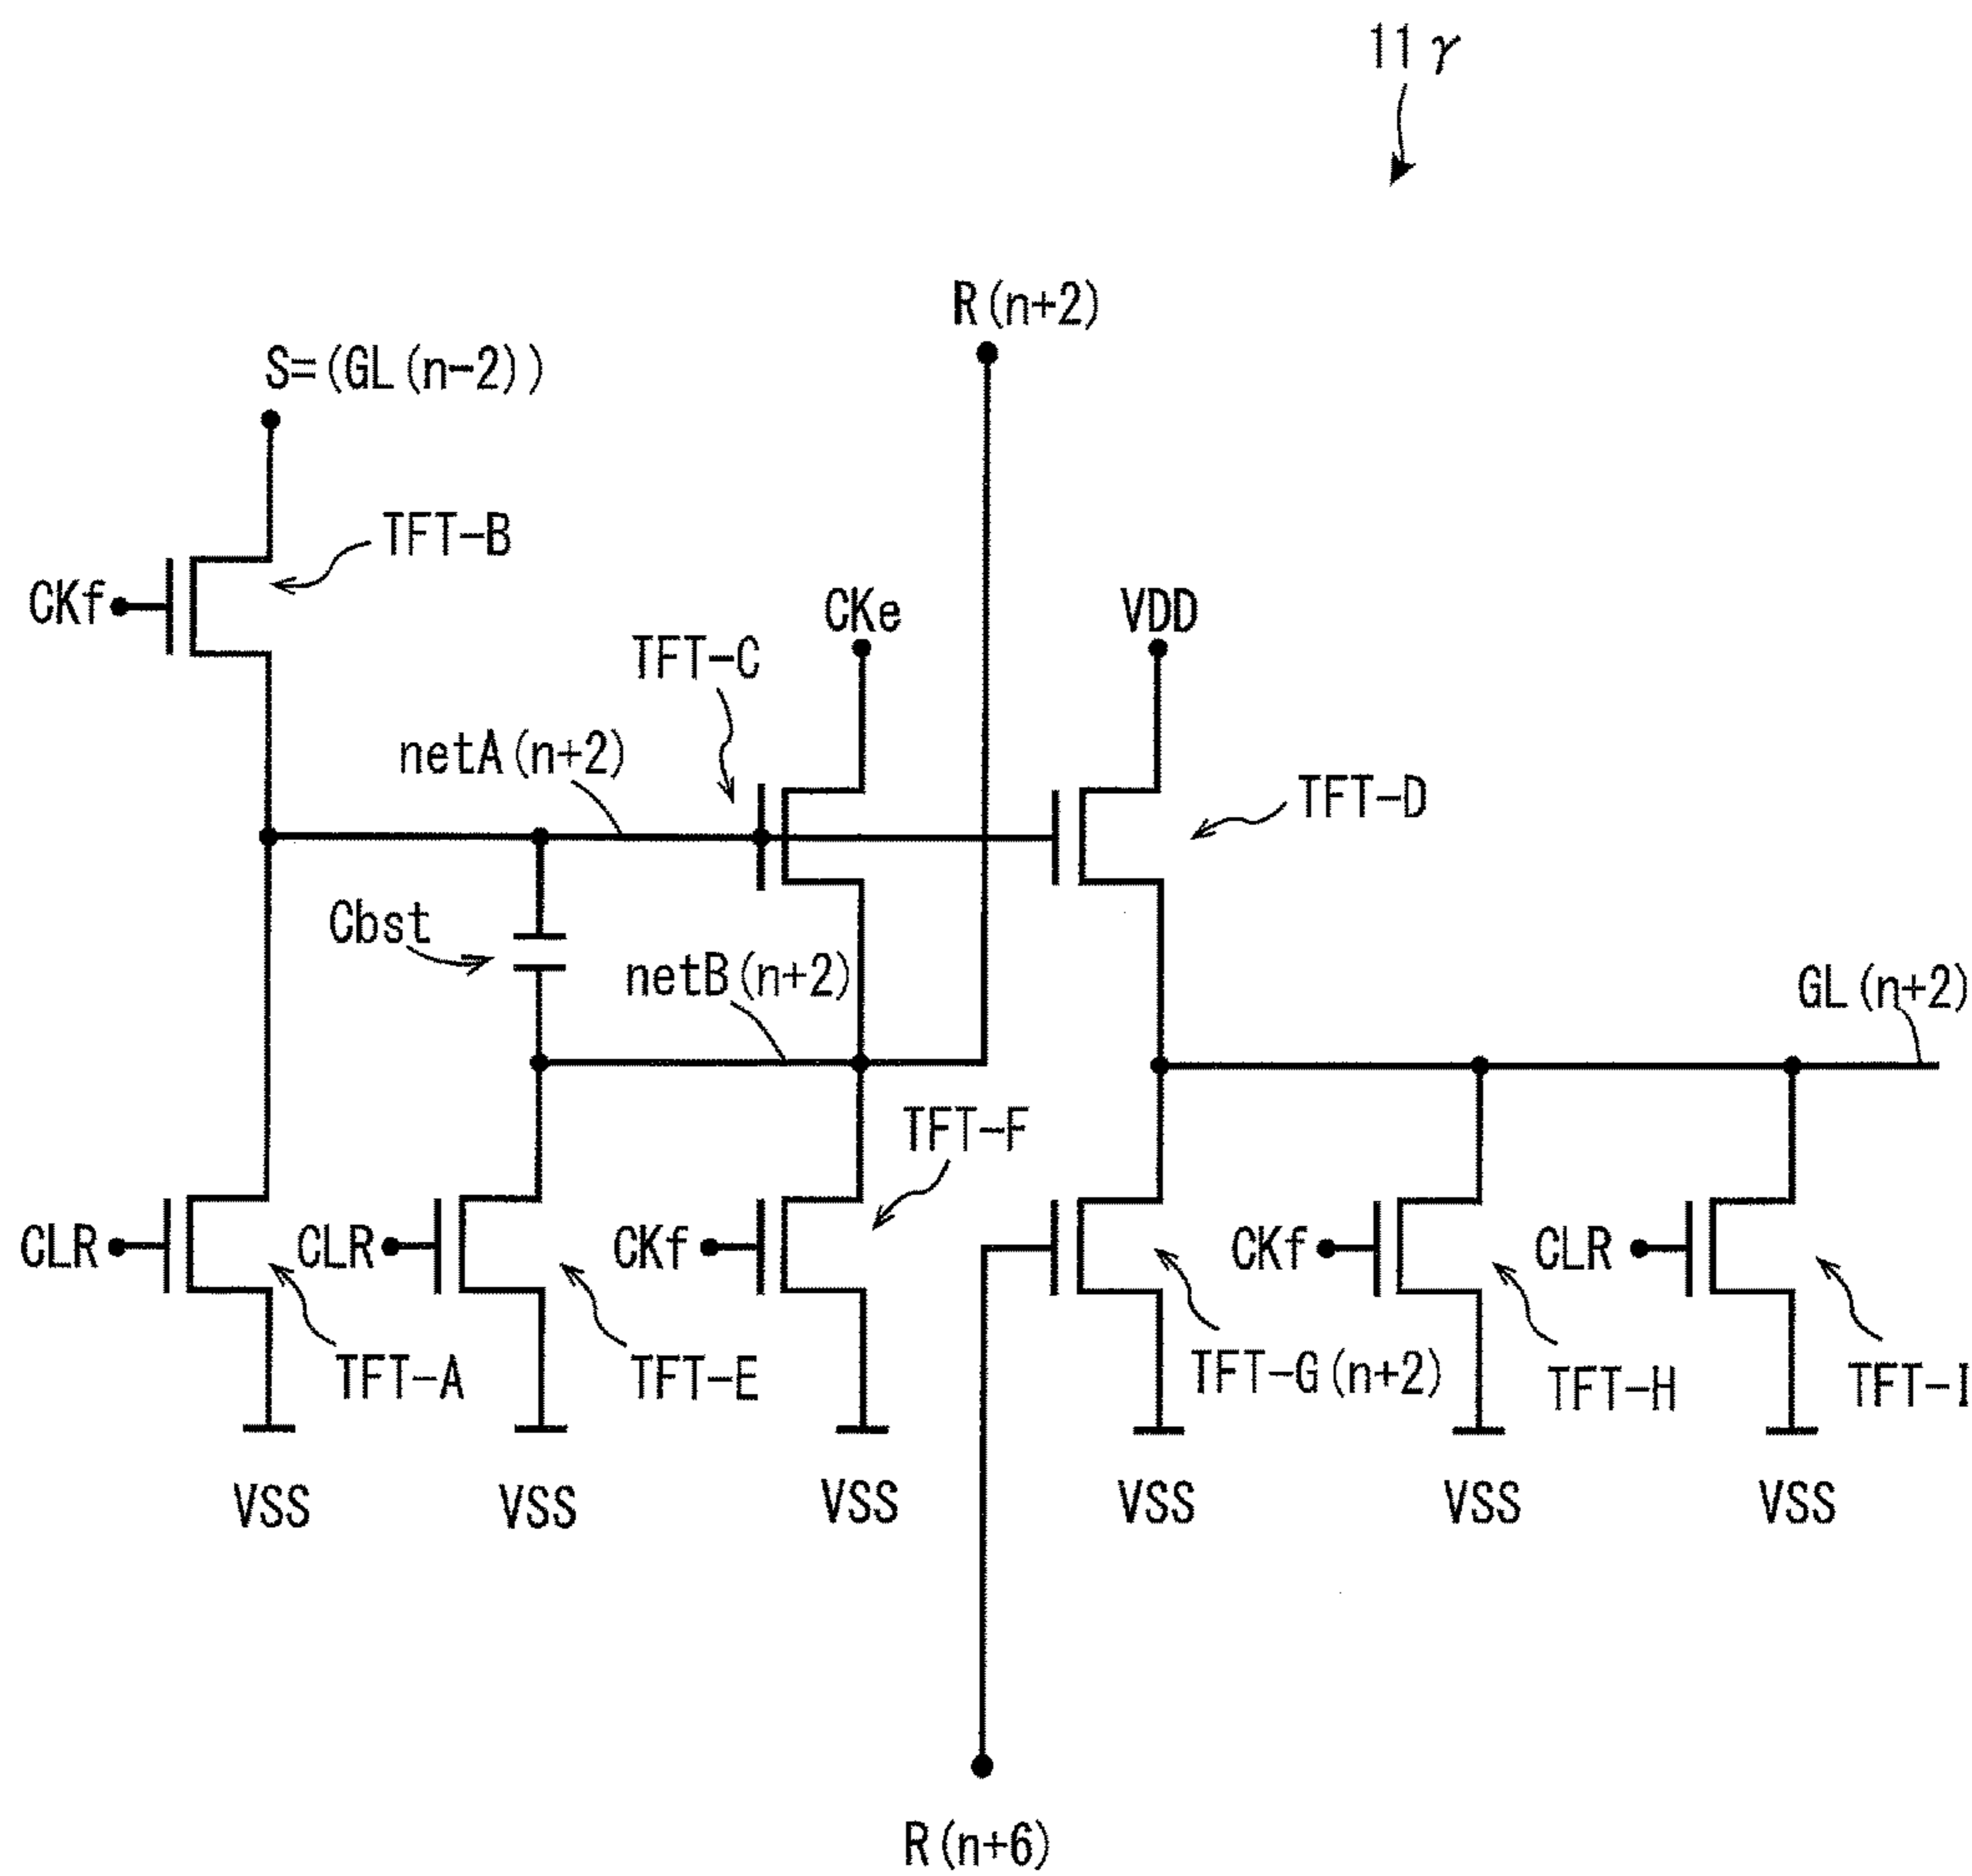 11γ
R(n+2)
S=(GL(n-2))
TFT-B
CKf
CKe
VDD
TFT-C
netA(n+2)
TFT-D
Cbst
netB(n+2)
GL(n+2)
TFT-F
CLR
CLR
CKf
CKf
CLR
TFT-A
TFT-E
TFT-G(n+2)
TFT-H
TFT-I
VSS
VSS
VSS
VSS
VSS
VSS
R(n+6)